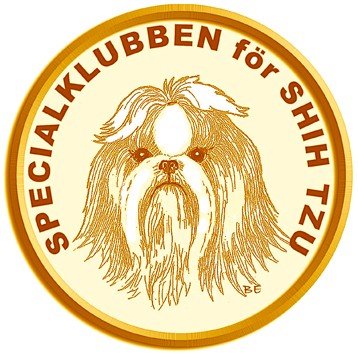 SPECIALKLUBBEN för SHIH TZU
BE